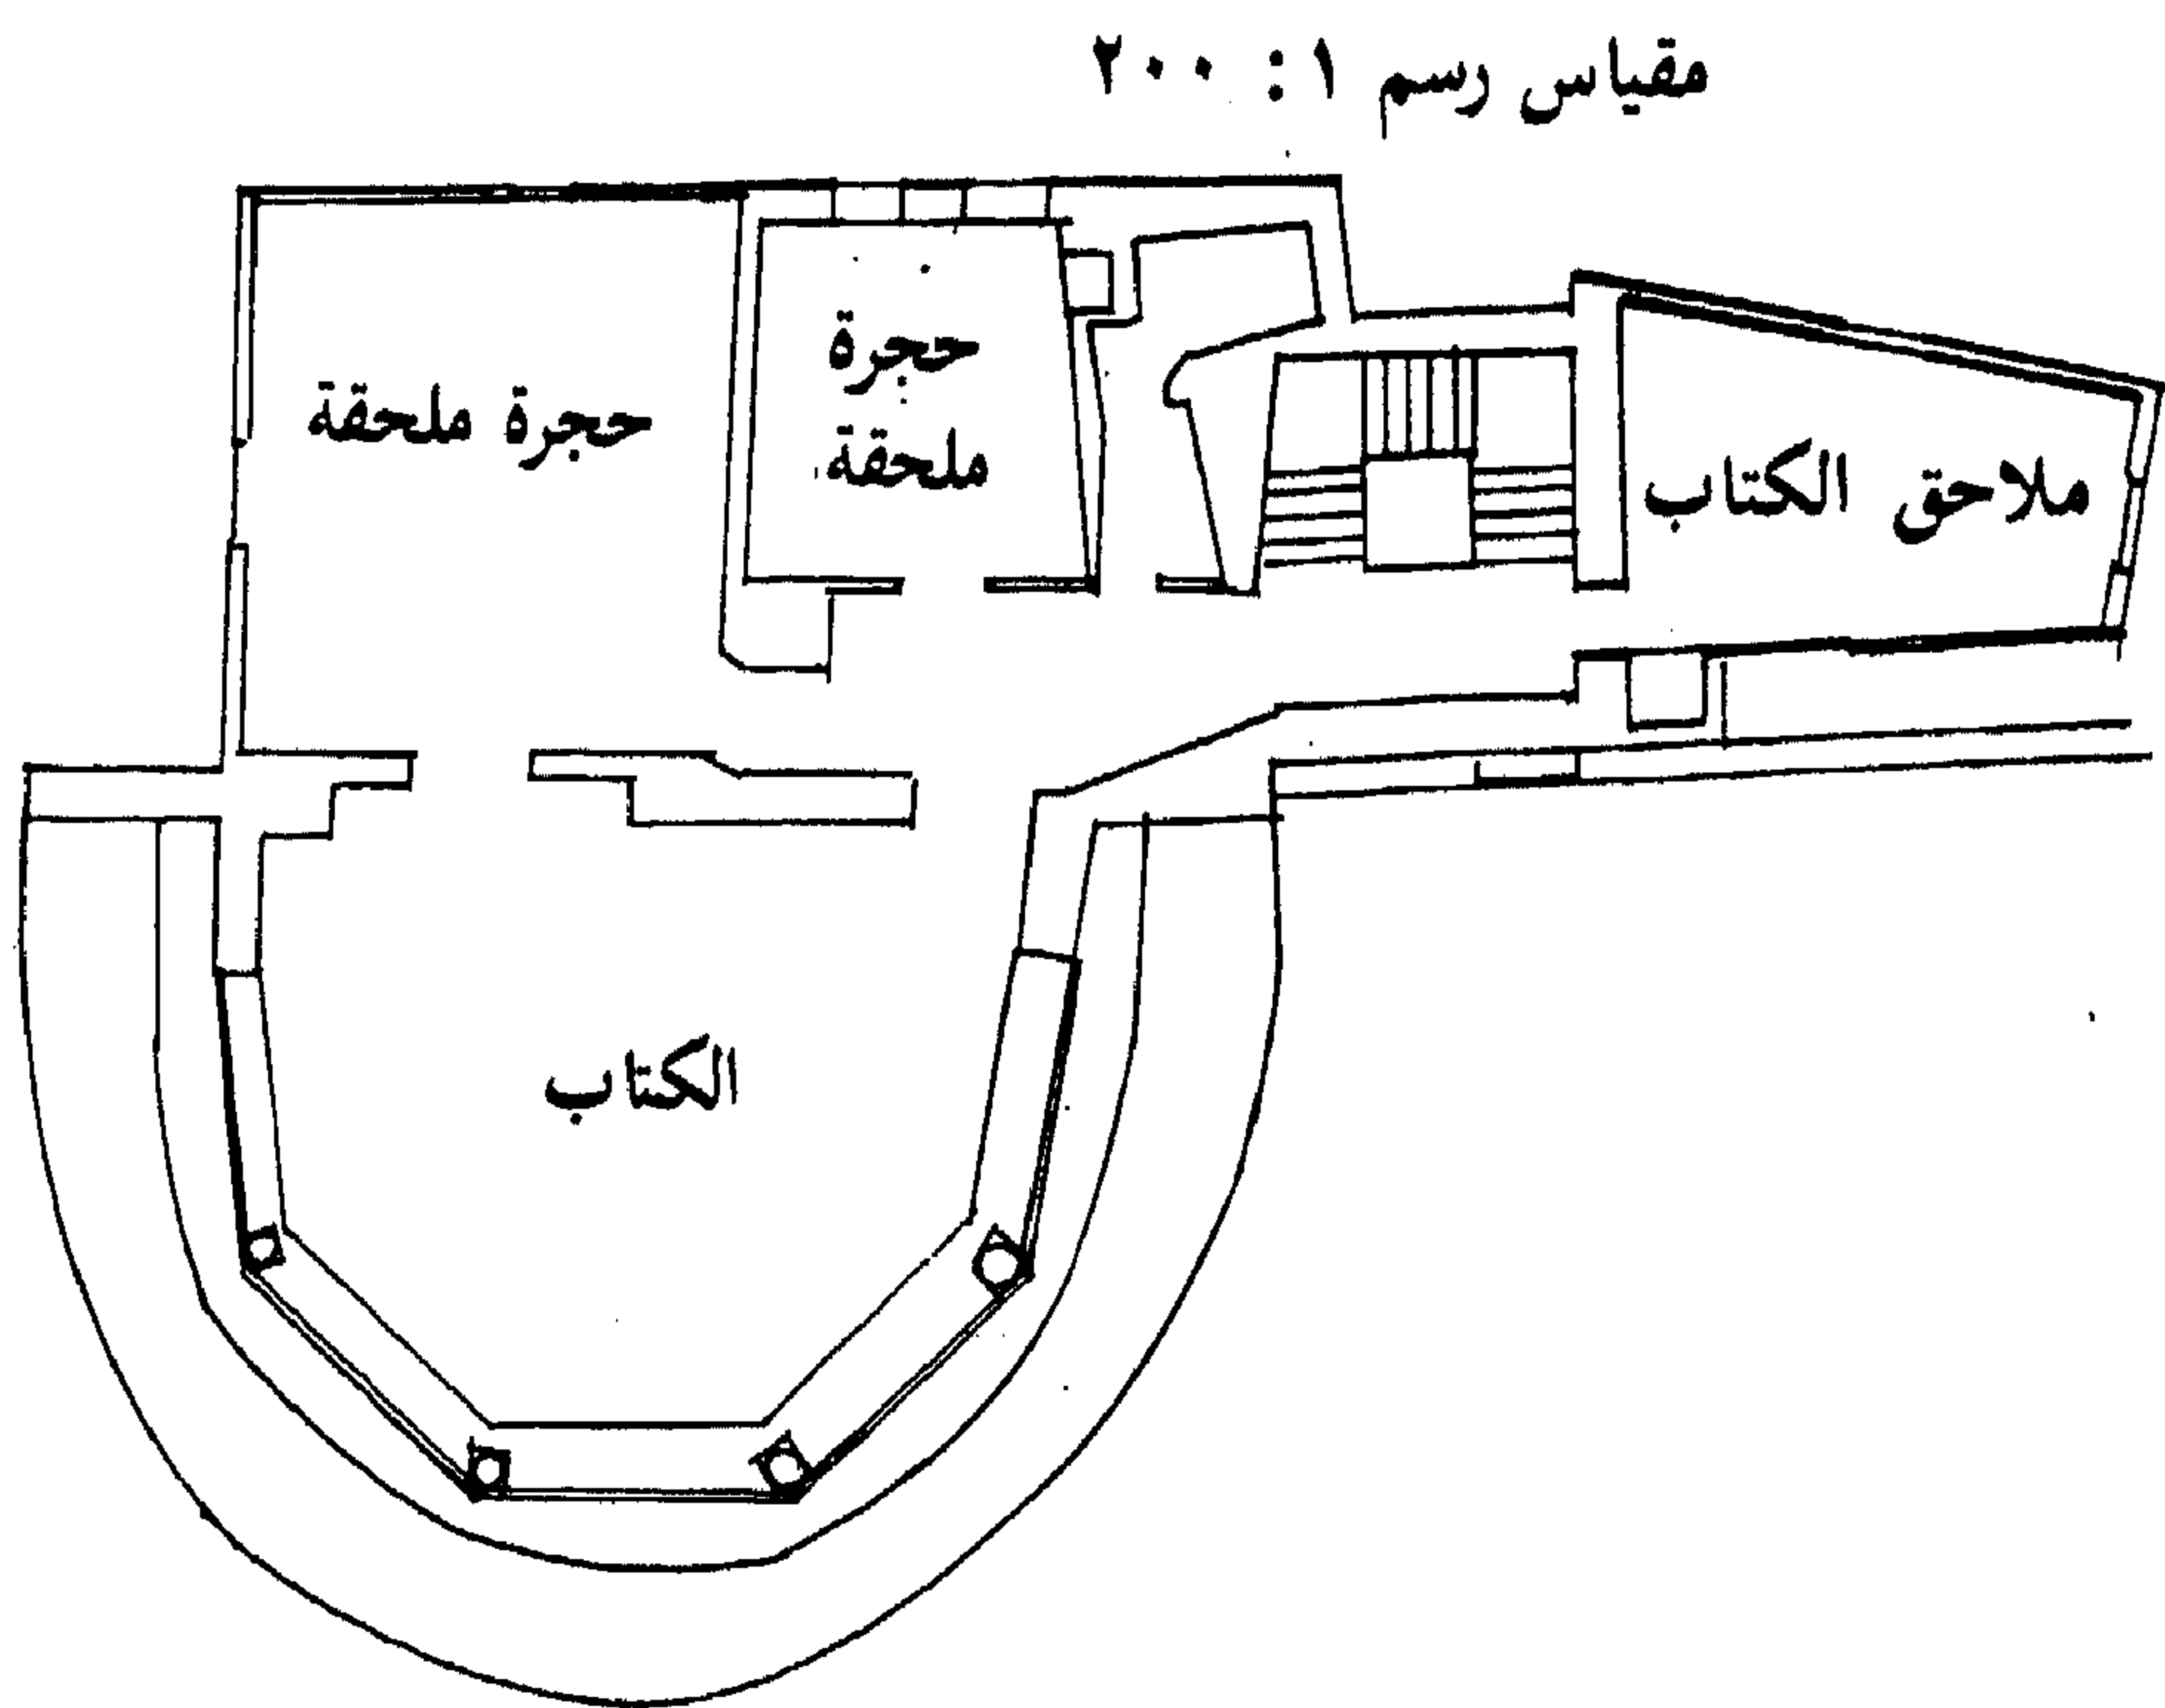 مقياس رسم ١ : ٢٠٠
حجرة
ملحقة
حجرة ملحقة
ملاحق الكتاب
الكتاب